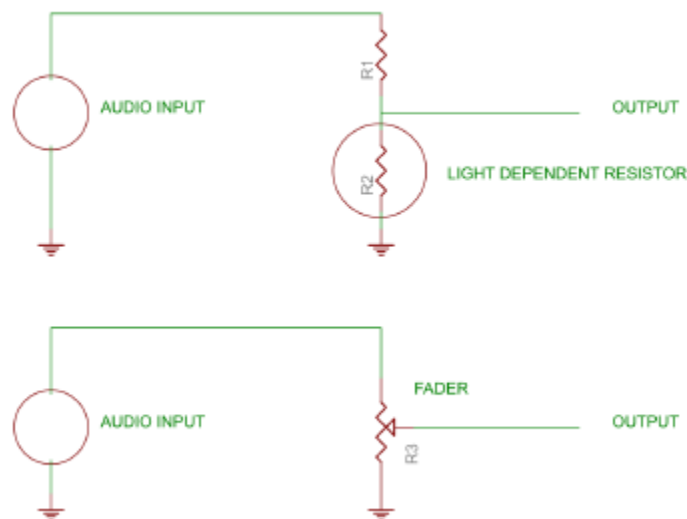 R1
AUDIO INPUT
OUTPUT
R2
LIGHT DEPENDENT RESISTOR
FADER
AUDIO INPUT
OUTPUT
R3